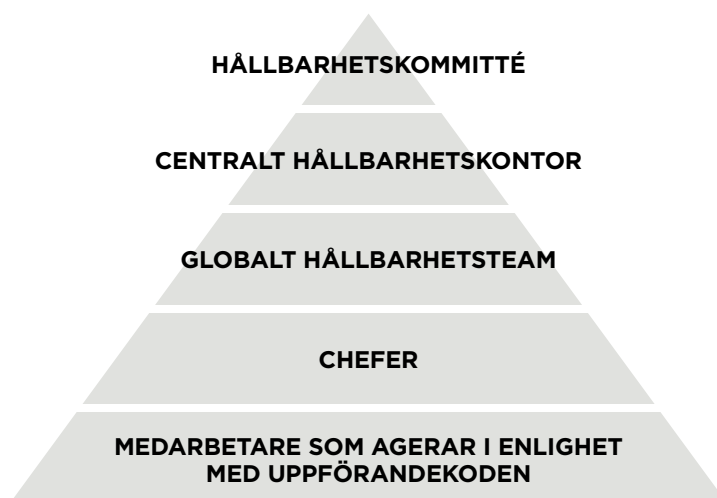 HÅLLBARHETSKOMMITTÉ
CENTRALT HÅLLBARHETSKONTOR
GLOBALT HÅLLBARHETSTEAM
CHEFER
MEDARBETARE SOM AGERAR I ENLIGHET
MED UPPFÖRANDEKODEN